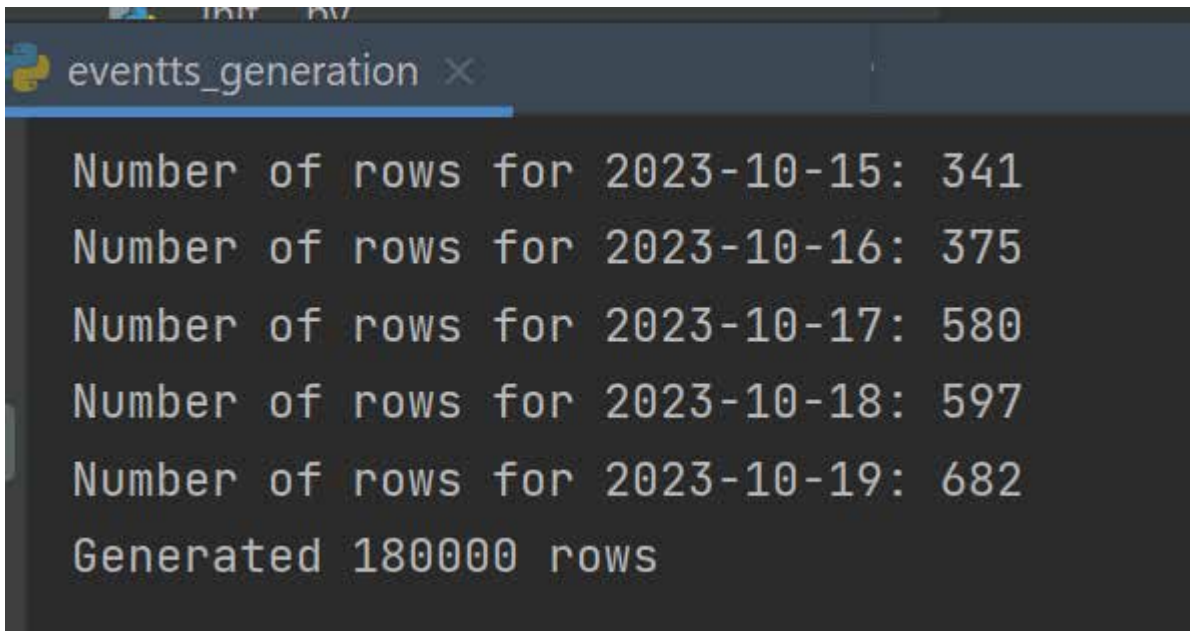 eventts_generation
Number of rows for 2023-10-15: 341
Number of rows for 2023-10-16: 375
Number of rows for 2023-10-17: 580
Number of rows for 2023-10-18: 597
Number of rows for 2023-10-19: 682
Generated 180000 rows